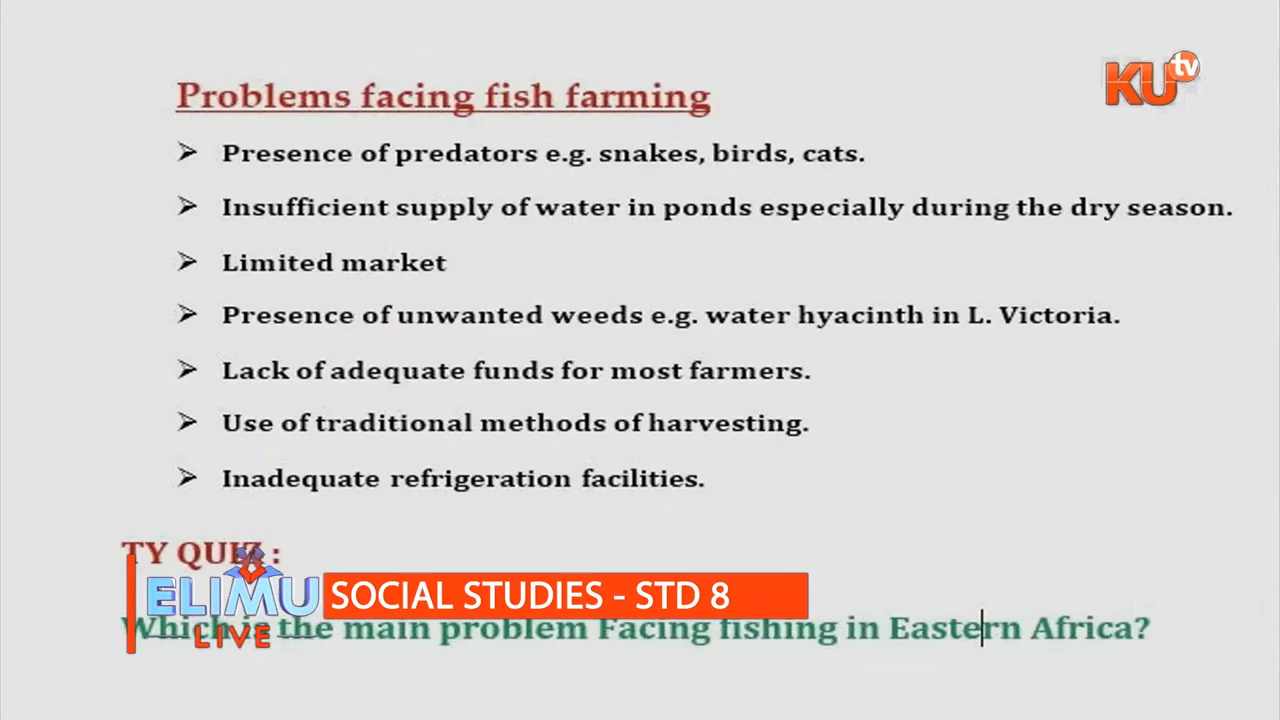 KU tv
Problems facing fish farming
➢ Presence of predators e.g. snakes, birds, cats.
➢ Insufficient supply of water in ponds especially during the dry season.
➢ Limited market
➢ Presence of unwanted weeds e.g. water hyacinth in L. Victoria.
➢ Lack of adequate funds for most farmers.
➢ Use of traditional methods of harvesting.
➢ Inadequate refrigeration facilities.
TY QUIZ :
ELIMU LIVE
SOCIAL STUDIES - STD 8
Which is the main problem Facing fishing in Eastern Africa?